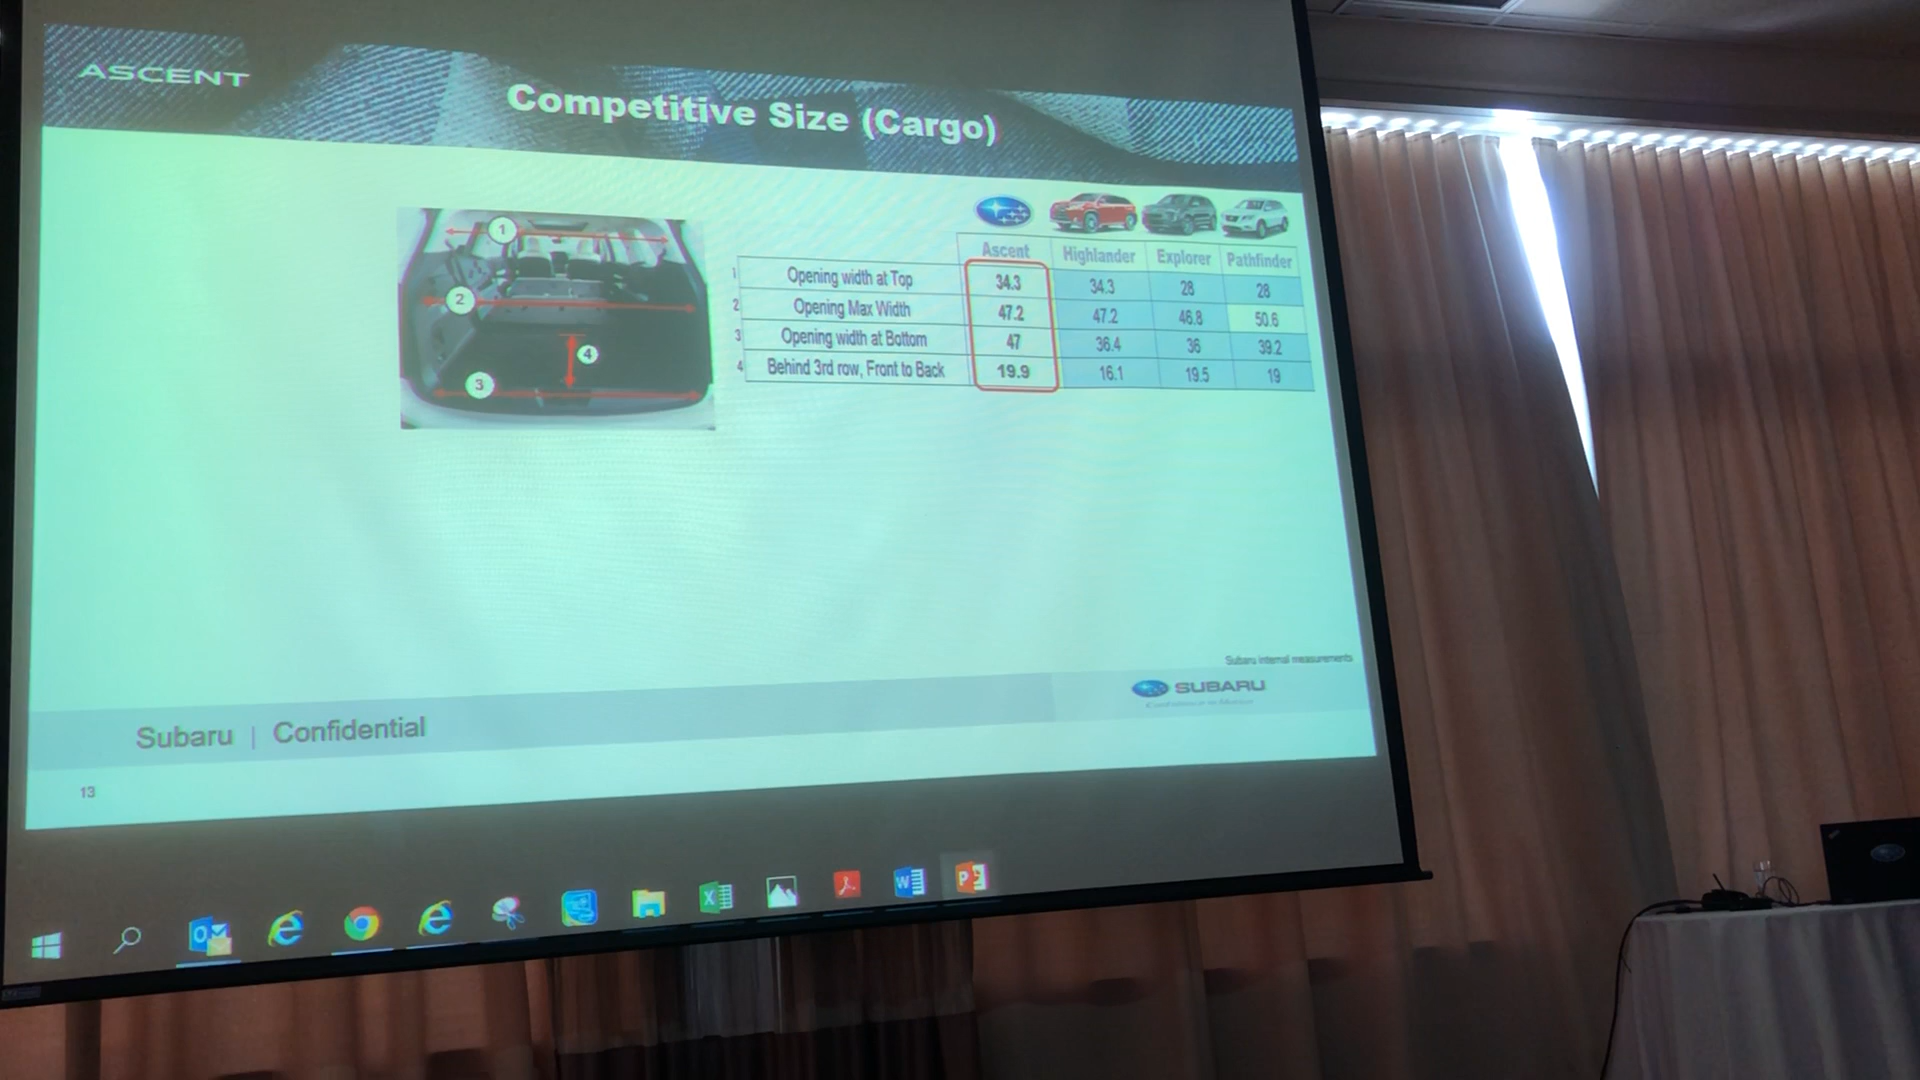 ASCENT
Competitive Size (Cargo)
1
2
3
4
Ascent Highlander Explorer Pathfinder
1 Opening width at Top 34.3 34.3 28 28
2 Opening Max Width 47.2 47.2 46.8 50.6
3 Opening width at Bottom 47 36.4 36 39.2
4 Behind 3rd row, Front to Back 19.9 16.1 19.5 19
Subaru internal measurements
SUBARU
Confidence in Motion
Subaru | Confidential
13